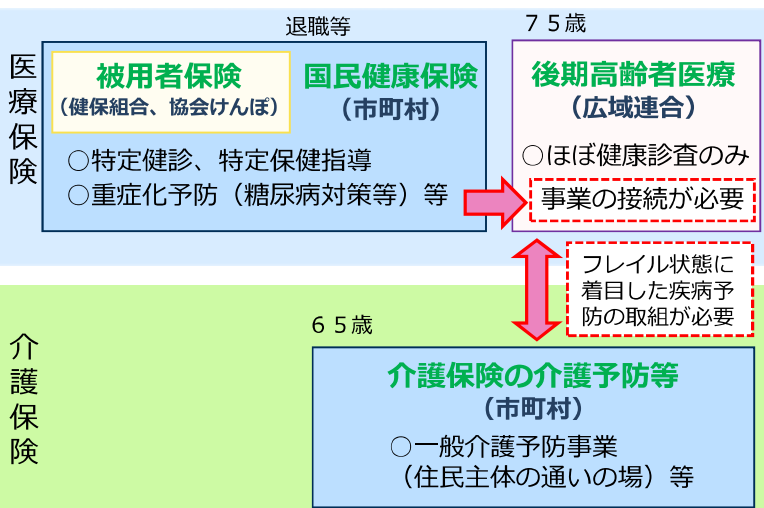 退職等
７５歳
医療保険
被用者保険
（健保組合、協会けんぽ）
国民健康保険
（市町村）
○特定健診、特定保健指導
○重症化予防（糖尿病対策等）等
後期高齢者医療
（広域連合）
○ほぼ健康診査のみ
事業の接続が必要
フレイル状態に
着目した疾病予
防の取組が必要
介護保険
６５歳
介護保険の介護予防等
（市町村）
○一般介護予防事業
（住民主体の通いの場）等